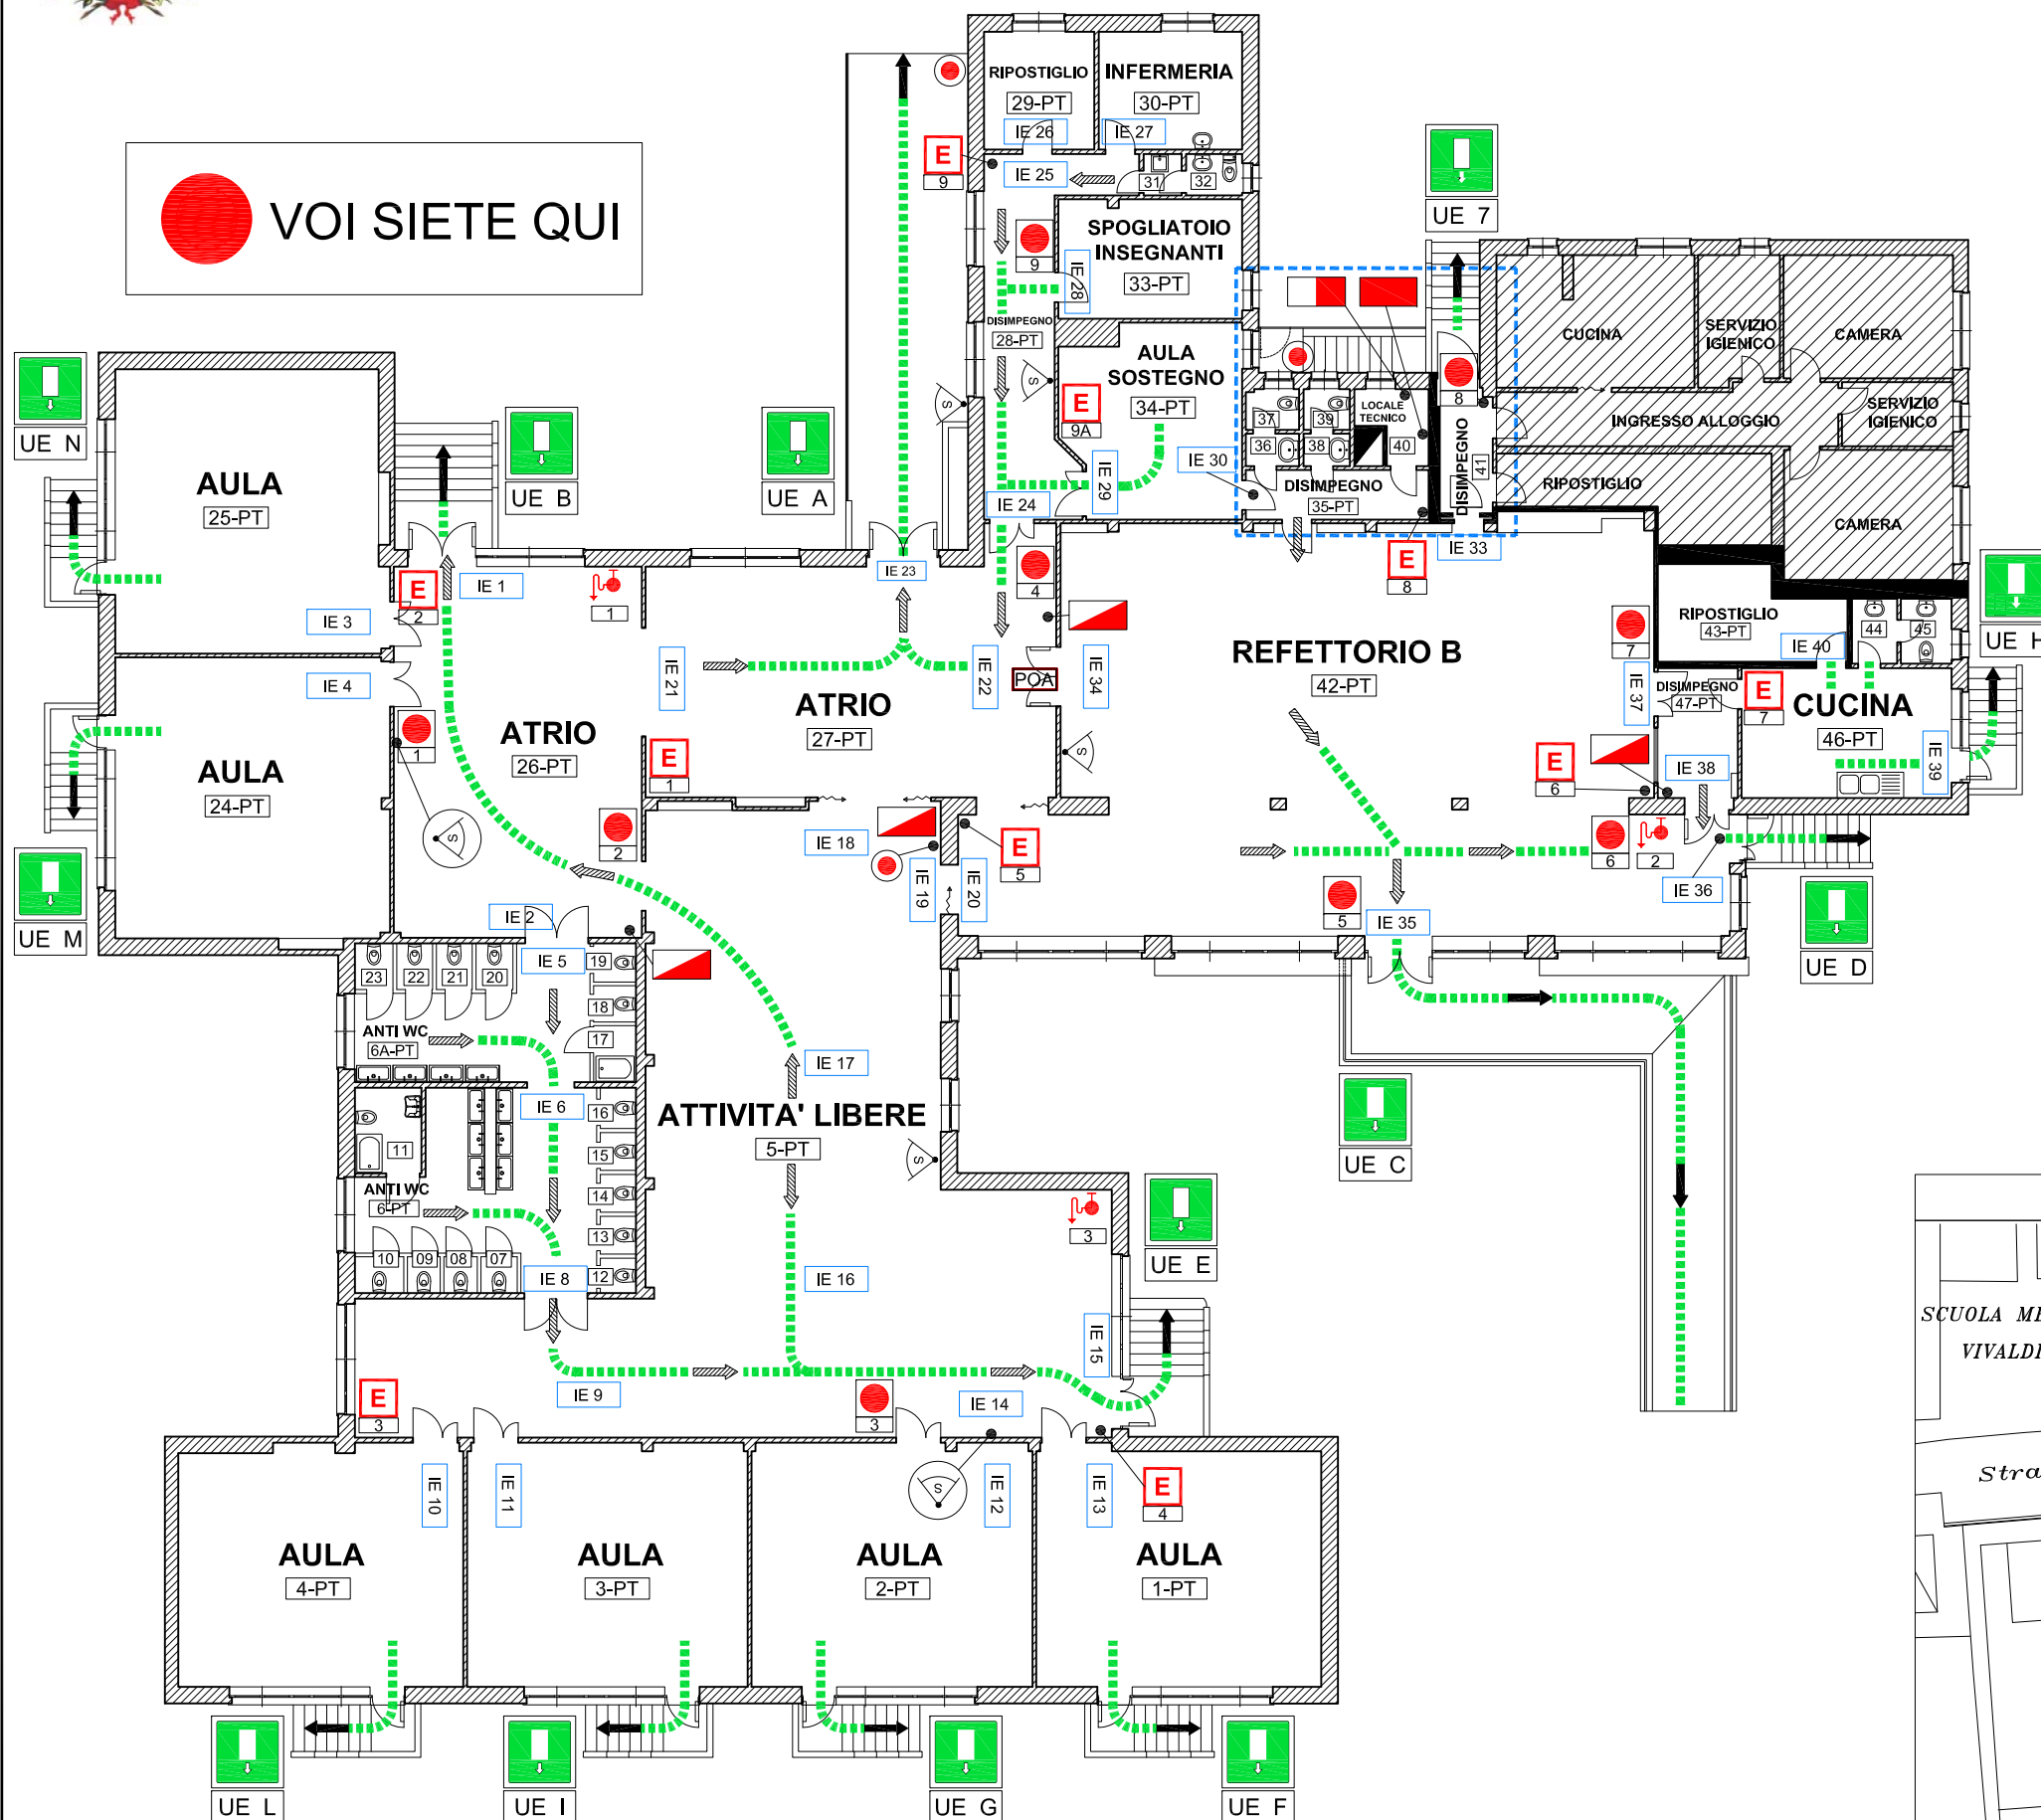 VOI SIETE QUI
RIPOSTIGLIO
29-PT
IE 26
INFERMERIA
30-PT
IE 27
E
9
IE 25
31
32
SPOGLIATOIO
INSEGNANTI
33-PT
9
IE 28
DISIMPEGNO
28-PT
S
S
AULA
SOSTEGNO
34-PT
E
9A
IE 29
IE 24
IE 30
UE 7
37
39
36
38
LOCALE
TECNICO
40
DISIMPEGNO
35-PT
8
DISIMPEGNO
41
E
8
IE 33
CUCINA
SERVIZIO
IGIENICO
CAMERA
INGRESSO ALLOGGIO
SERVIZIO
IGIENICO
RIPOSTIGLIO
CAMERA
UE N
AULA
25-PT
UE B
UE A
IE 3
E
2
IE 1
1
IE 23
4
IE 4
IE 21
IE 22
POA
IE 34
REFETTORIO B
42-PT
7
IE 37
RIPOSTIGLIO
43-PT
IE 40
44
45
DISIMPEGNO
47-PT
E
7
CUCINA
46-PT
IE 39
UE H
AULA
24-PT
UE M
1
ATRIO
26-PT
E
1
ATRIO
27-PT
S
S
2
IE 18
IE 19
IE 20
E
5
E
6
IE 38
6
2
IE 36
5
IE 35
UE D
IE 2
IE 5
23
22
21
20
19
18
17
ANTI WC
6A-PT
IE 17
IE 6
16
11
15
14
13
12
ANTI WC
6-PT
10
09
08
07
IE 8
ATTIVITA' LIBERE
5-PT
S
UE C
3
UE E
IE 16
IE 15
IE 9
E
3
3
IE 14
IE 10
IE 11
S
IE 12
IE 13
E
4
AULA
4-PT
AULA
3-PT
AULA
2-PT
AULA
1-PT
UE L
UE I
UE G
UE F
SCUOLA
VIVALDI